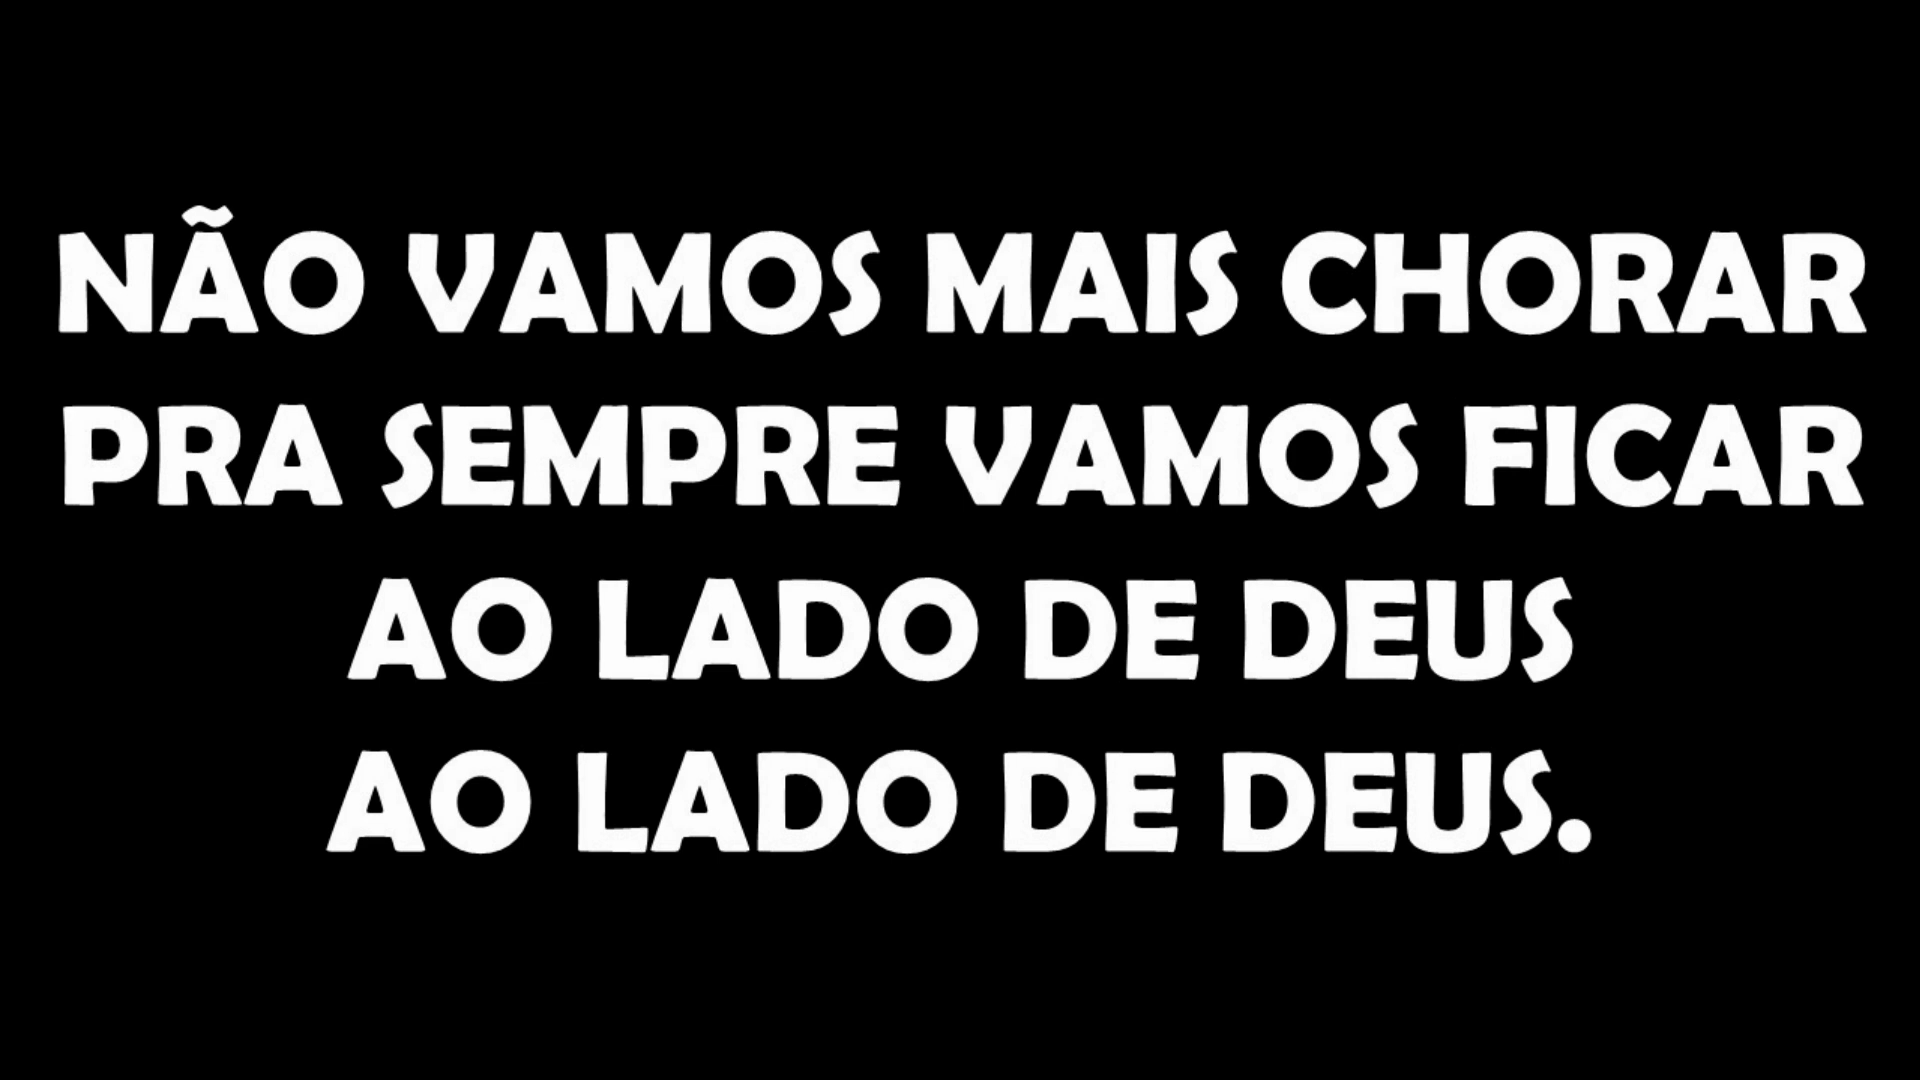 NÃO VAMOS MAIS CHORAR
PRA SEMPRE VAMOS FICAR
AO LADO DE DEUS
AO LADO DE DEUS.